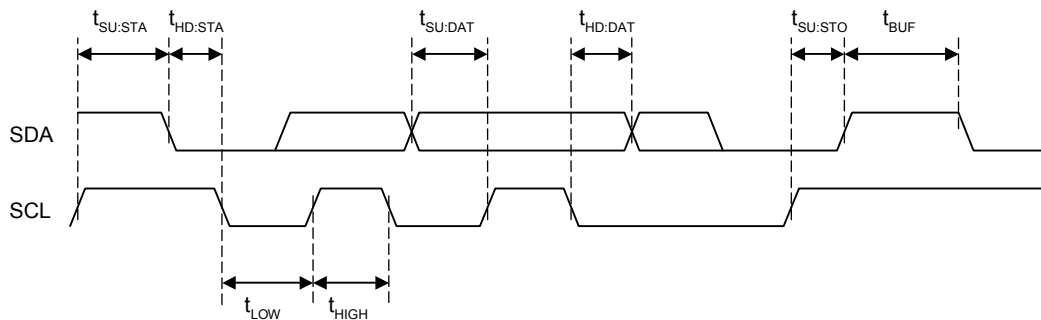 tSU:STA tHD:STA tSU:DAT tHD:DAT tSU:STO tBUF
SDA
SCL
tLOW tHIGH